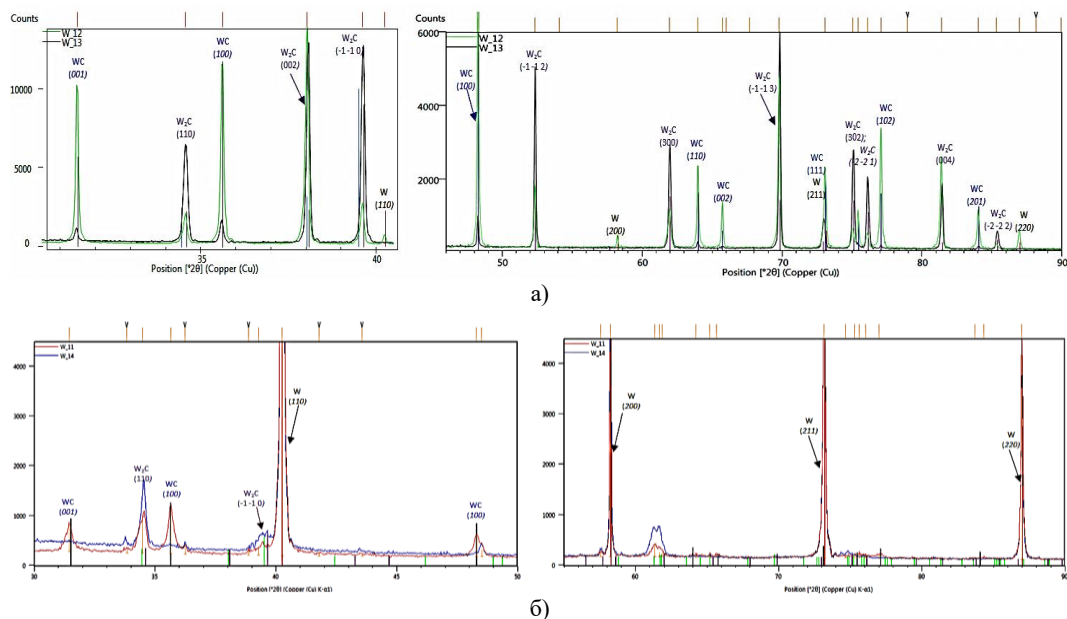 Counts
W_12
W_13
WC
(001)
W₂C
(110)
WC
(100)
W₂C
(002)
W₂C
(-1 -1 0)
W
(110)
10000
5000
0
35
40
Position [°2θ] (Copper (Cu))
6000
4000
2000
W_12
W_13
WC
(100)
W₂C
(-1 -1 2)
W
(200)
W₂C
(300)
WC
(110)
WC
(002)
W₂C
(-1 -1 3)
WC
(111)
W
(211)
W₂C
(302);
(-2 -2 1)
WC
(102)
W₂C
(004)
WC
(201)
W₂C
(-2 -2 2)
W
(220)
50
60
70
80
90
Position [°2θ] (Copper (Cu))
а)
W_11
W_14
4000
3000
2000
1000
0
WC
(001)
W₂C
(110)
WC
(100)
W₂C
(-1 -1 0)
W
(110)
WC
(100)
30
35
40
45
50
Position [°2θ] (Copper (Cu) K-α1)
W_11
W_14
4000
3000
2000
1000
0
W
(200)
W
(211)
W
(220)
60
70
80
90
Position [°2θ] (Copper (Cu) K-α1)
б)